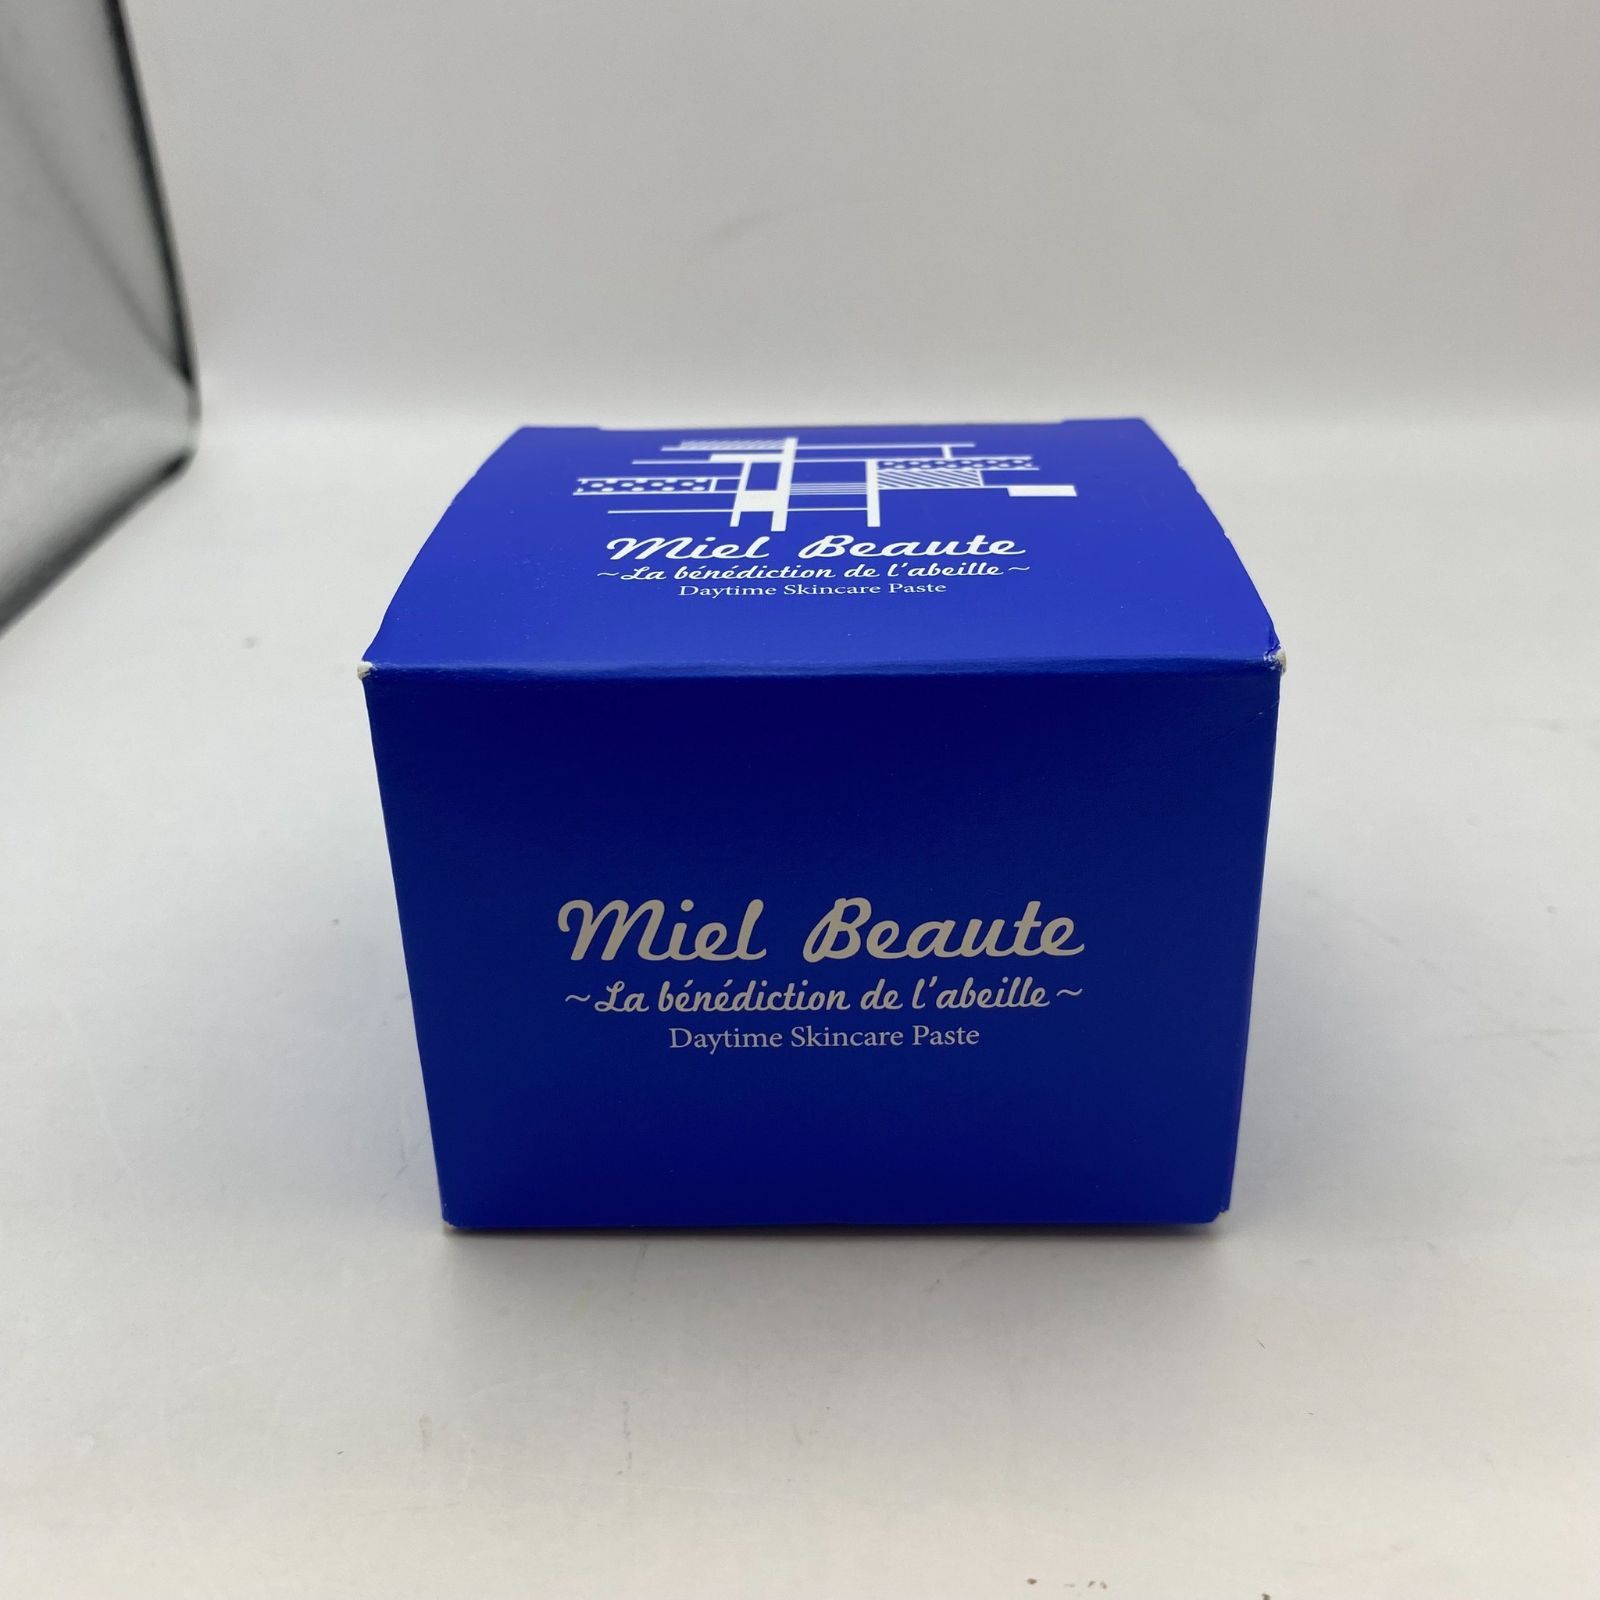 Miel Beaute
~La bénédiction de l'abeille~
Daytime Skincare Paste
Miel Beaute
~La bénédiction de l'abeille~
Daytime Skincare Paste